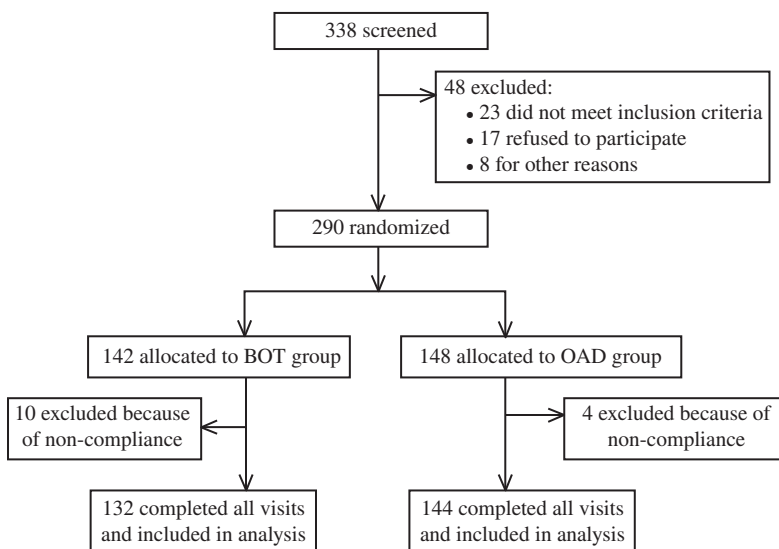 338 screened
48 excluded:
• 23 did not meet inclusion criteria
• 17 refused to participate
• 8 for other reasons
290 randomized
142 allocated to BOT group
148 allocated to OAD group
10 excluded because
of non-compliance
4 excluded because of
non-compliance
132 completed all visits
and included in analysis
144 completed all visits
and included in analysis